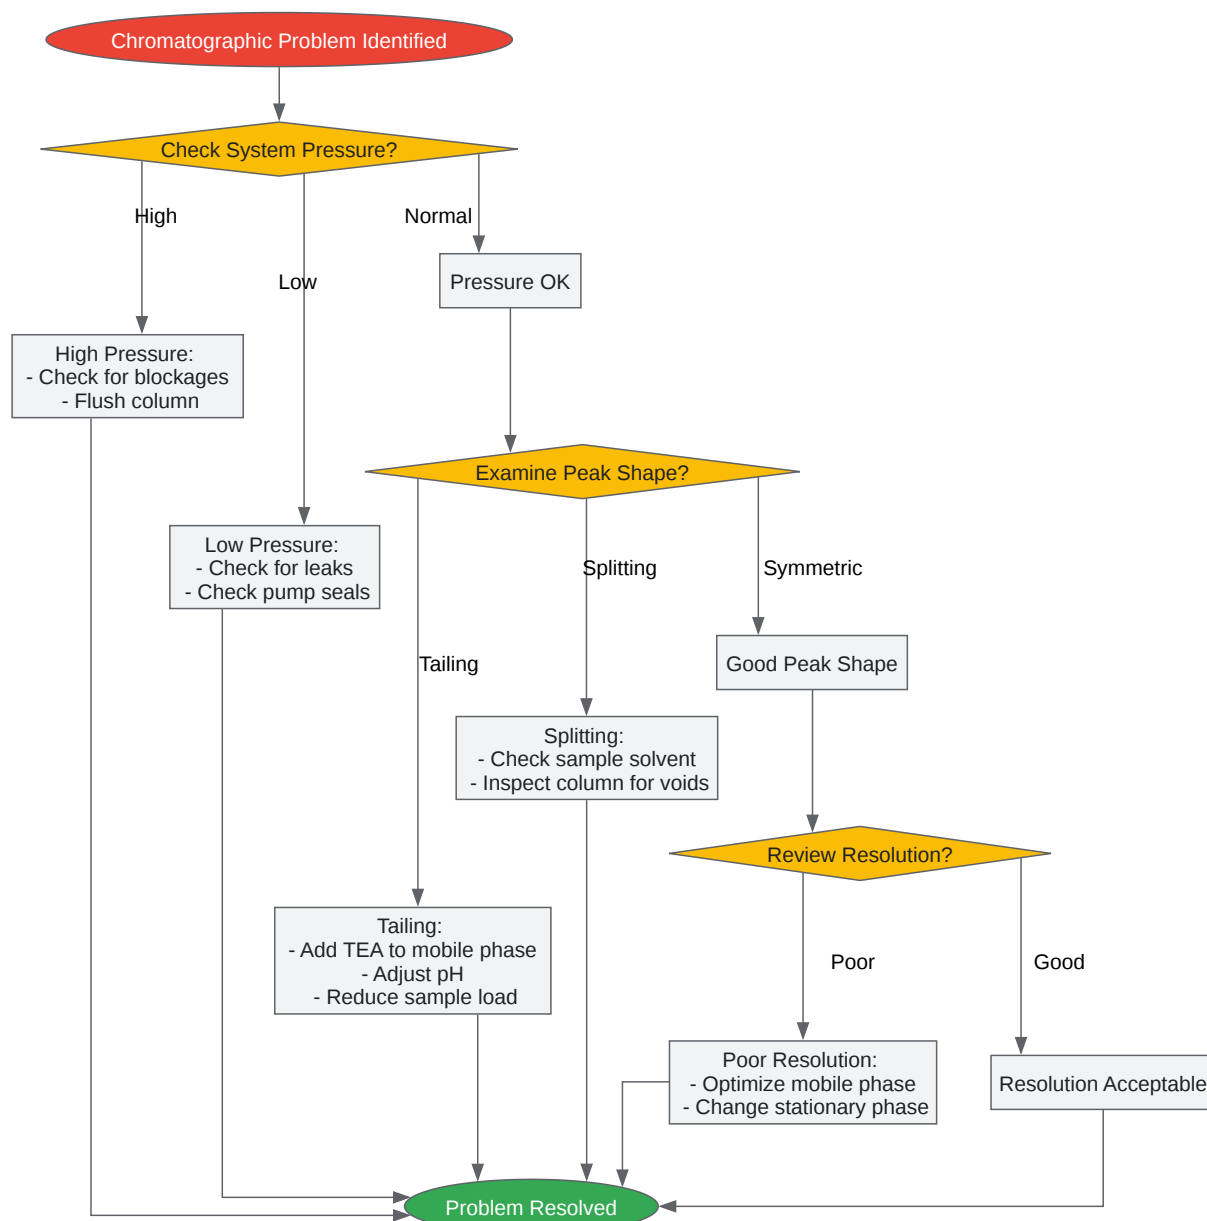 Chromatographic Problem Identified
Check System Pressure?
High
Normal
Low
Pressure OK
High Pressure:
- Check for blockages
- Flush column
Examine Peak Shape?
Low Pressure:
- Check for leaks
- Check pump seals
Splitting
Symmetric
Tailing
Good Peak Shape
Splitting:
- Check sample solvent
- Inspect column for voids
Review Resolution?
Tailing:
- Add TEA to mobile phase
- Adjust pH
- Reduce sample load
Poor
Good
Poor Resolution:
- Optimize mobile phase
- Change stationary phase
Resolution Acceptable
Problem Resolved